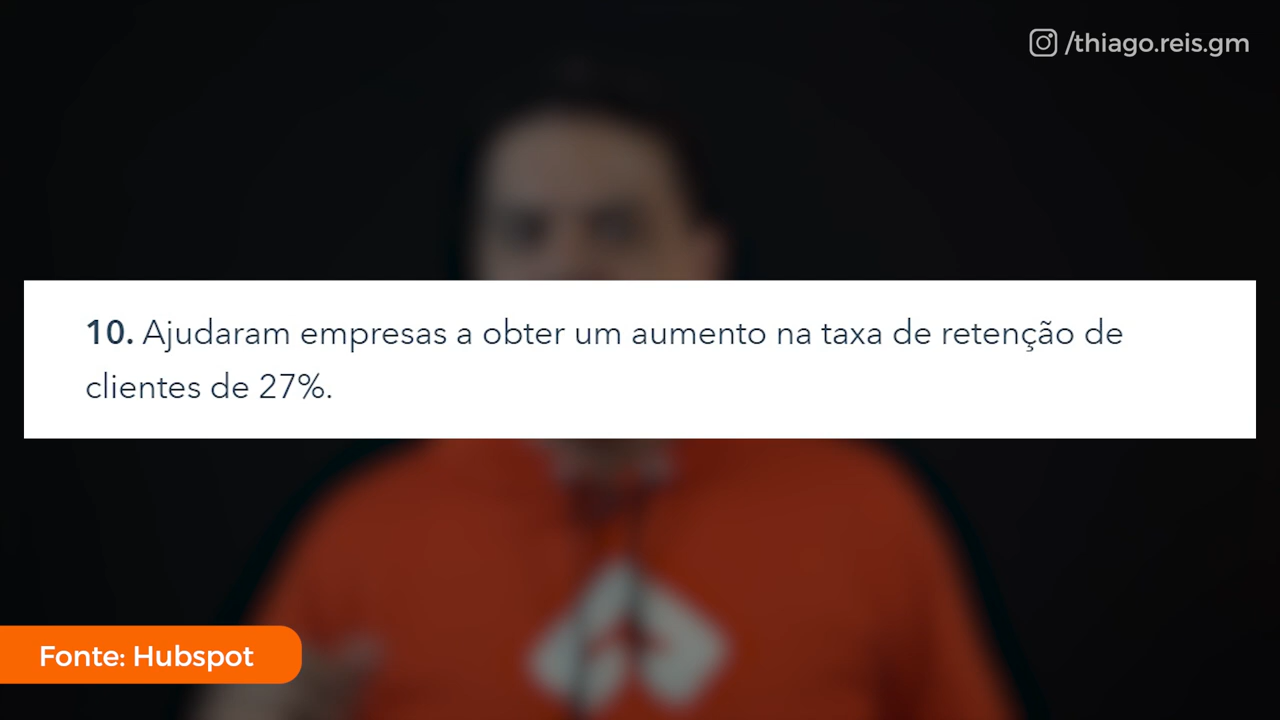 /thiago.reis.gm
10. Ajudaram empresas a obter um aumento na taxa de retenção de
clientes de 27%.
Fonte: Hubspot